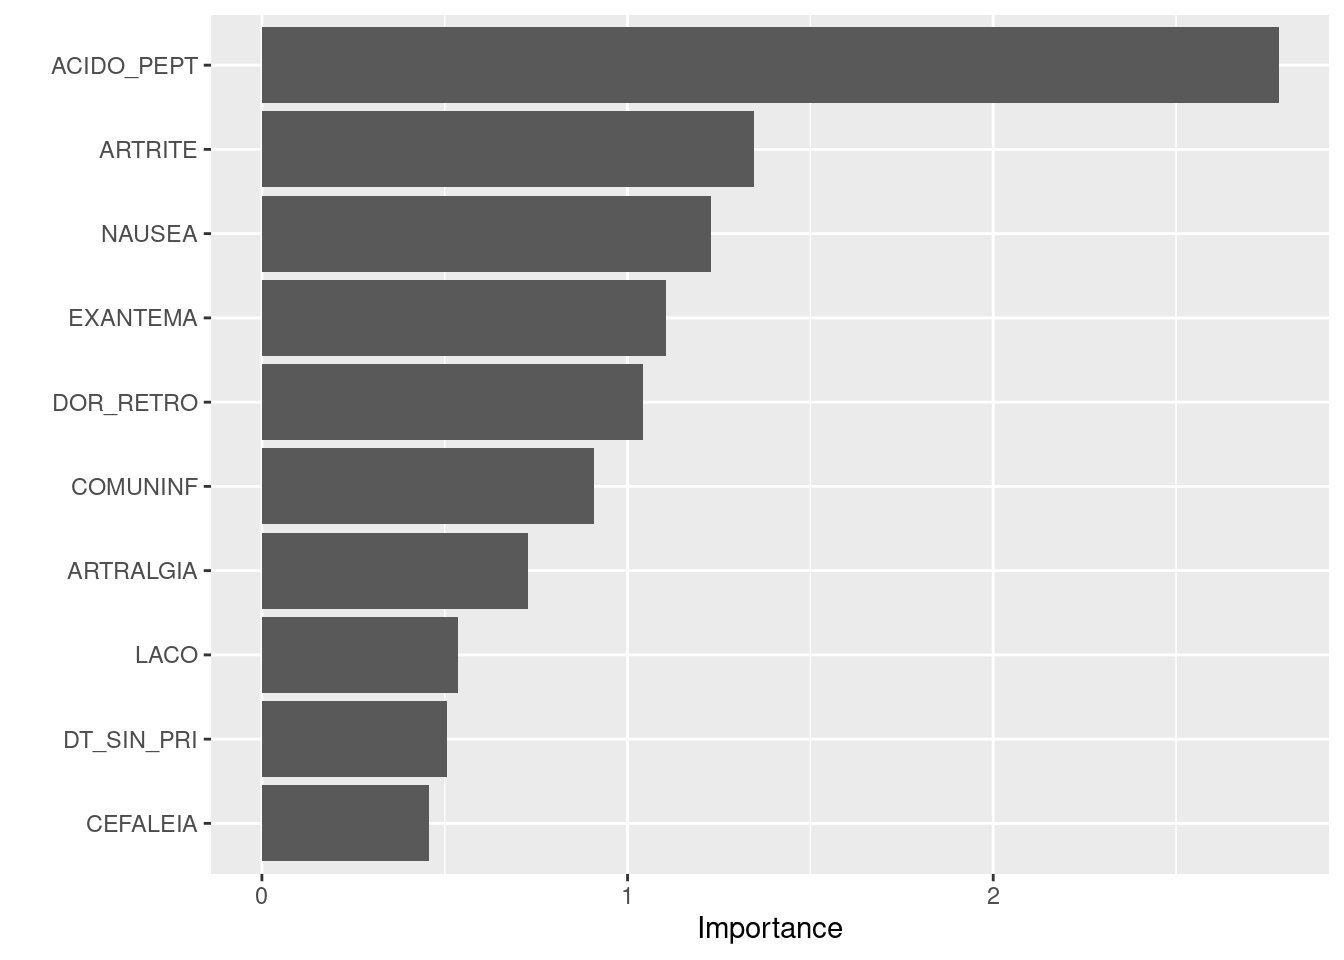 ACIDO_PEPT
ARTRITE
NAUSEA
EXANTEMA
DOR_RETRO
COMUNINF
ARTRALGIA
LACO
DT_SIN_PRI
CEFALEIA
0 1 2
Importance